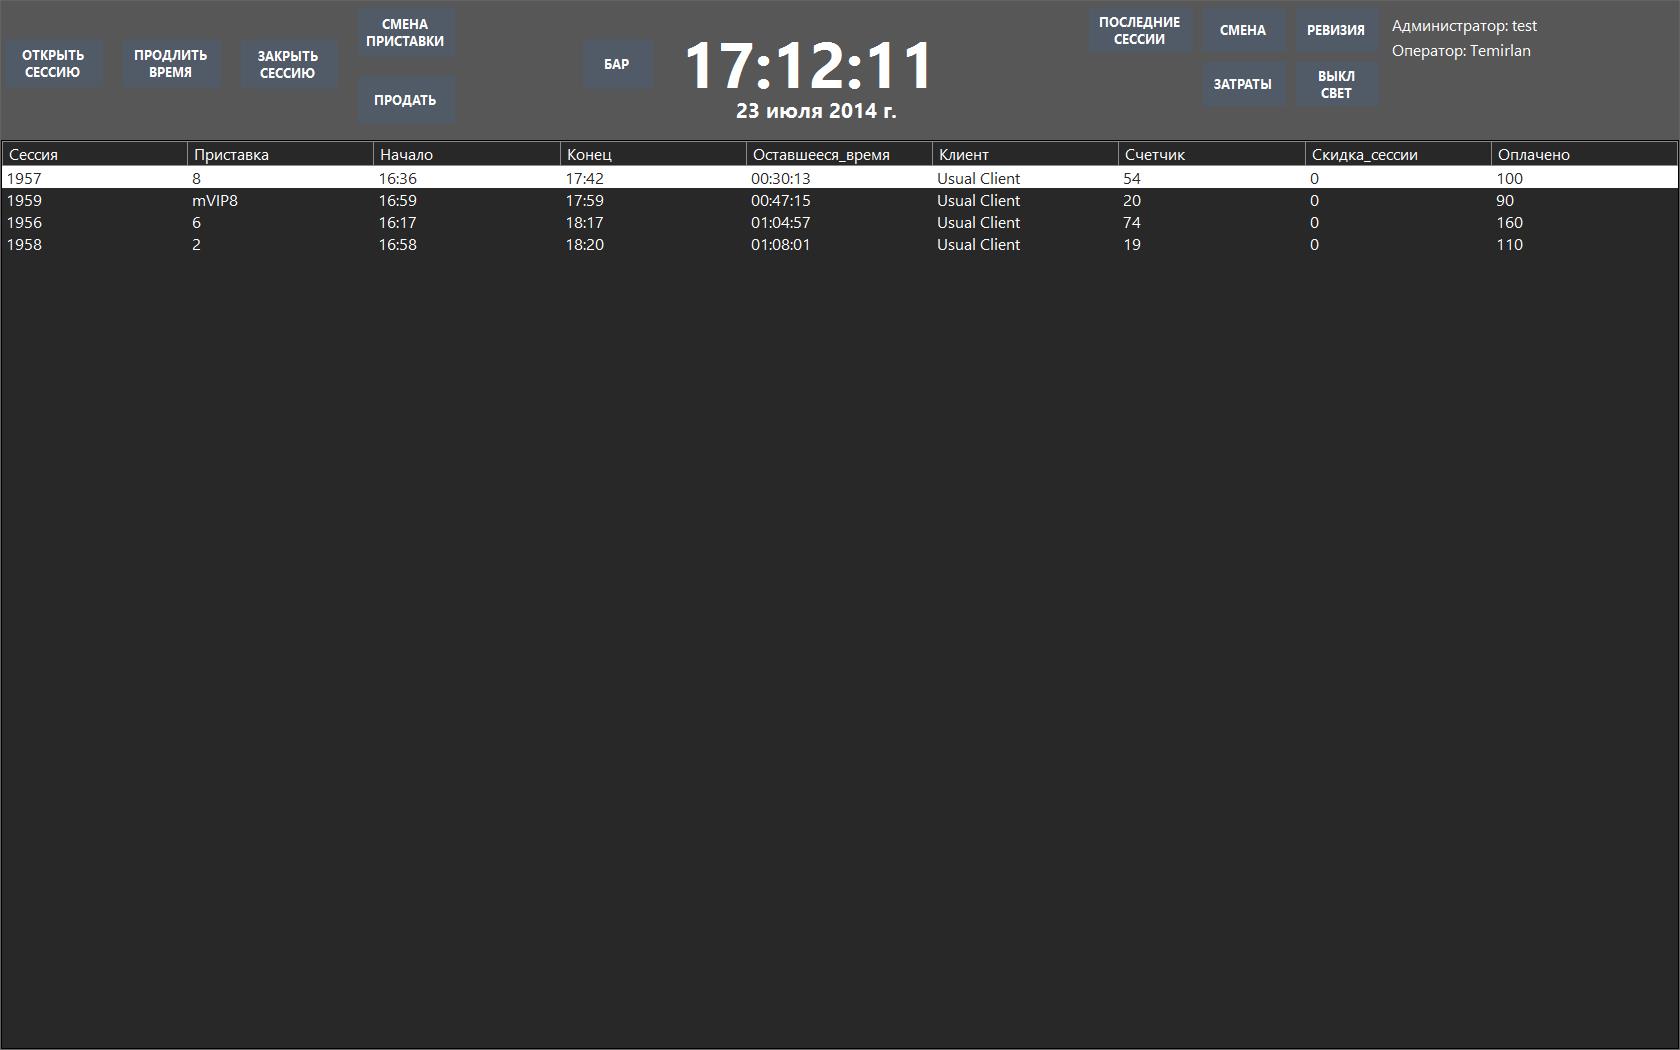 ОТКРЫТЬ
СЕССИЮ
ПРОДЛИТЬ
ВРЕМЯ
ЗАКРЫТЬ
СЕССИЮ
СМЕНА
ПРИСТАВКИ
ПРОДАТЬ
БАР
17:12:11
23 июля 2014 г.
ПОСЛЕДНИЕ
СЕССИИ
СМЕНА
РЕВИЗИЯ
ЗАТРАТЫ
ВЫКЛ
СВЕТ
Администратор: test
Оператор: Temirlan
Сессия Приставка Начало Конец Оставшееся_время Клиент Счетчик Скидка_сессии Оплачено
1957 8 16:36 17:42 00:30:13 Usual Client 54 0 100
1959 mVIP8 16:59 17:59 00:47:15 Usual Client 20 0 90
1956 6 16:17 18:17 01:04:57 Usual Client 74 0 160
1958 2 16:58 18:20 01:08:01 Usual Client 19 0 110